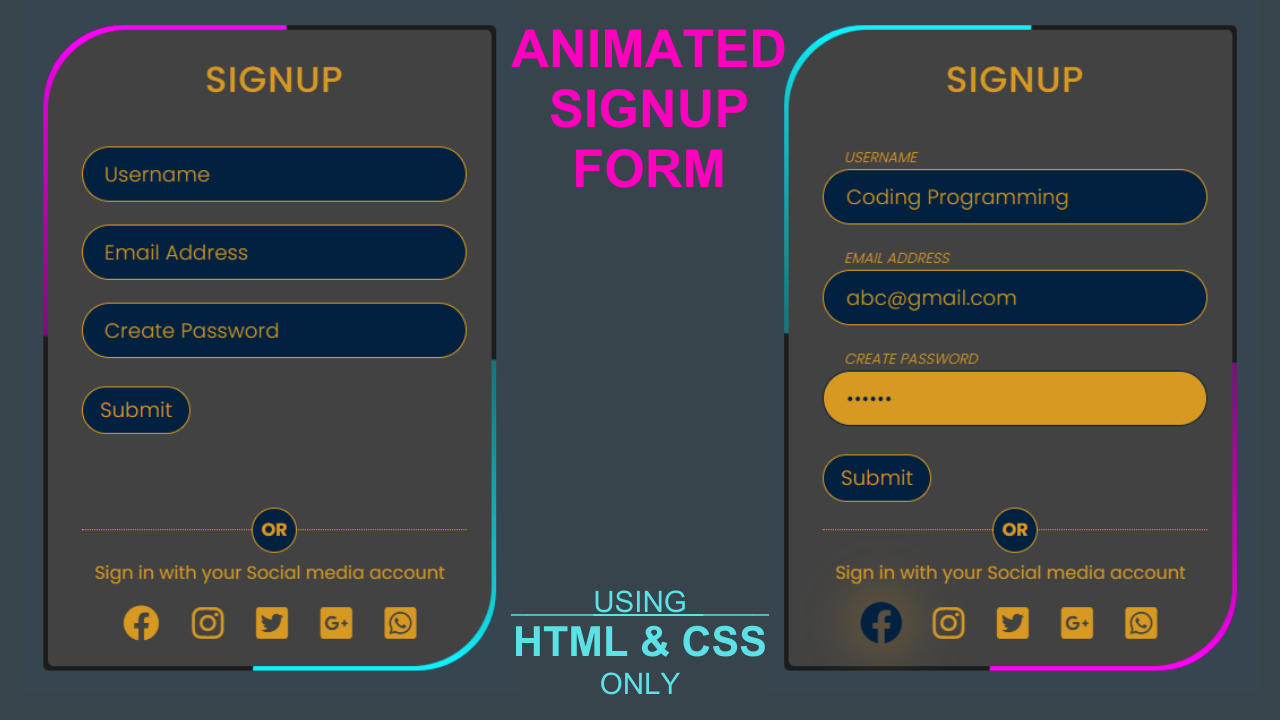 SIGNUP
Username
Email Address
Create Password
Submit
OR
Sign in with your Social media account
G+
ANIMATED
SIGNUP
FORM
USING
HTML & CSS
ONLY
SIGNUP
USERNAME
Coding Programming
EMAIL ADDRESS
abc@gmail.com
CREATE PASSWORD
••••••
Submit
OR
Sign in with your Social media account
G+